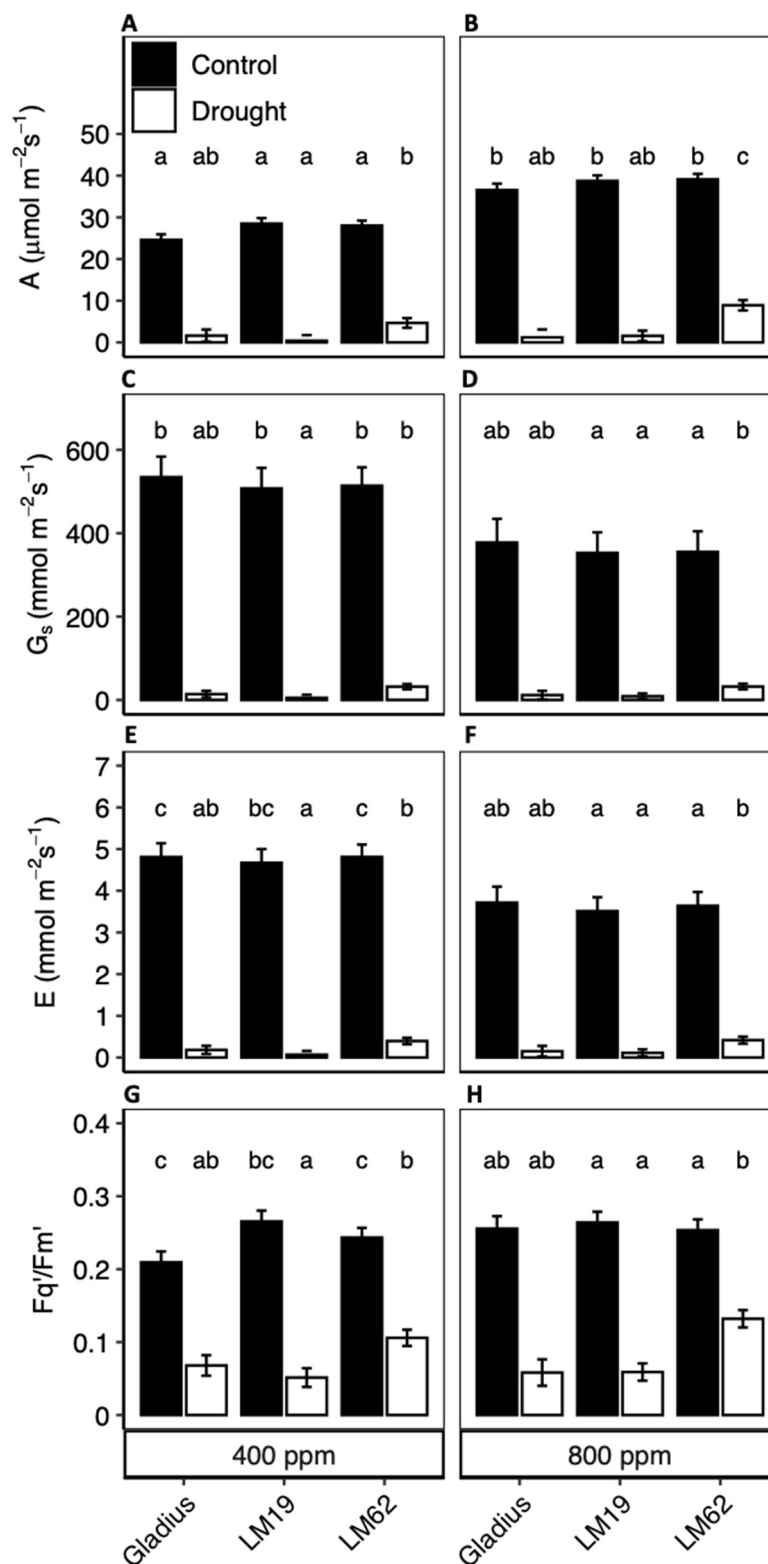 A
B
Control
Drought
A (μmol m⁻²s⁻¹)
50
40
30
20
10
0
a ab a a a b
b ab b ab b c
C
D
Gₛ (mmol m⁻²s⁻¹)
600
400
200
0
b ab b a b b
ab ab a a a b
E
F
E (mmol m⁻²s⁻¹)
7
6
5
4
3
2
1
0
c ab bc a c b
ab ab a a a b
G
H
Fq'/Fm'
0.4
0.3
0.2
0.1
0
c ab bc a c b
ab ab a a a b
400 ppm
800 ppm
Gladius
LM19
LM62
Gladius
LM19
LM62